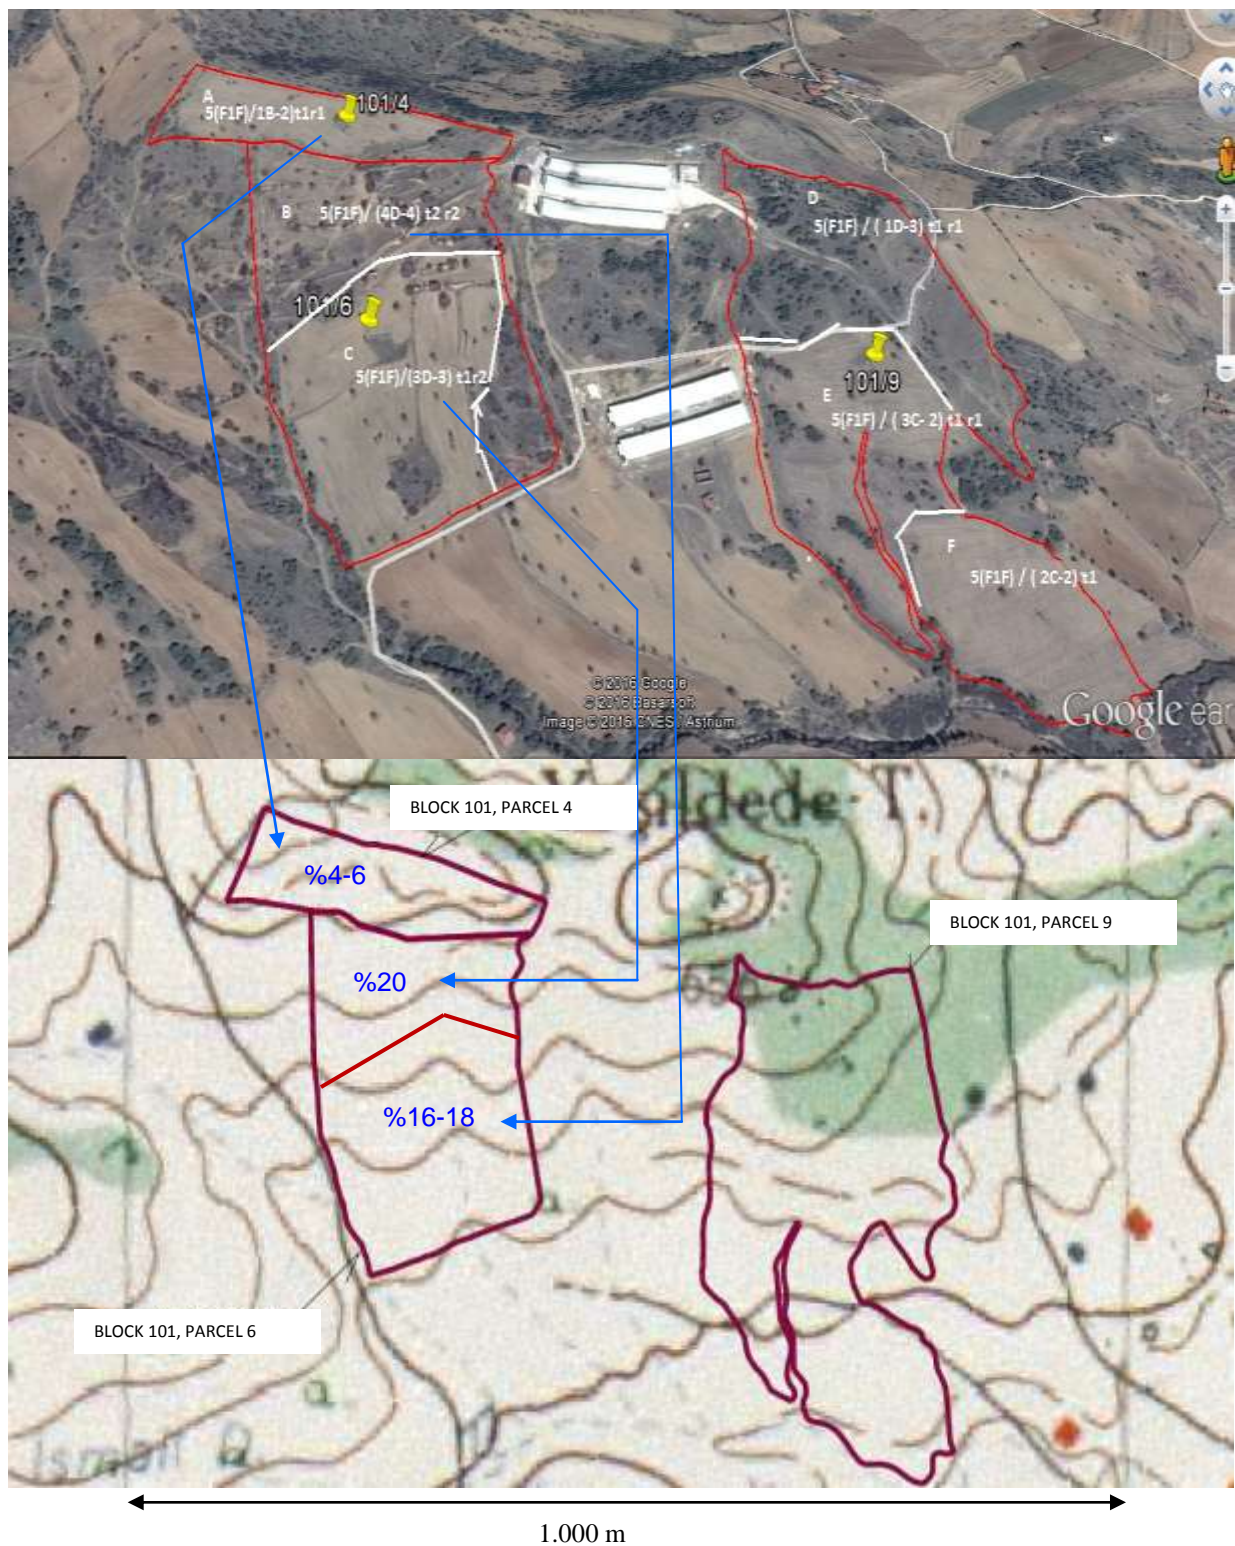 A
5(F1F)/1B-2)t1r1
101/4
B
5(F1F)/ (4D-4) t2 r2
D
5(F1F) / ( 1D-3) t1 r1
101/6
C
5(F1F)/(3D-3) t1r2
101/9
E
5(F1F) / ( 3C- 2) t1 r1
F
5(F1F) / ( 2C-2) t1
© 2016 Google
© 2016 Basarsoft
Image © 2016 CNES / Astrium
Google ear
BLOCK 101, PARCEL 4
%4-6
BLOCK 101, PARCEL 9
%20
%16-18
BLOCK 101, PARCEL 6
1.000 m